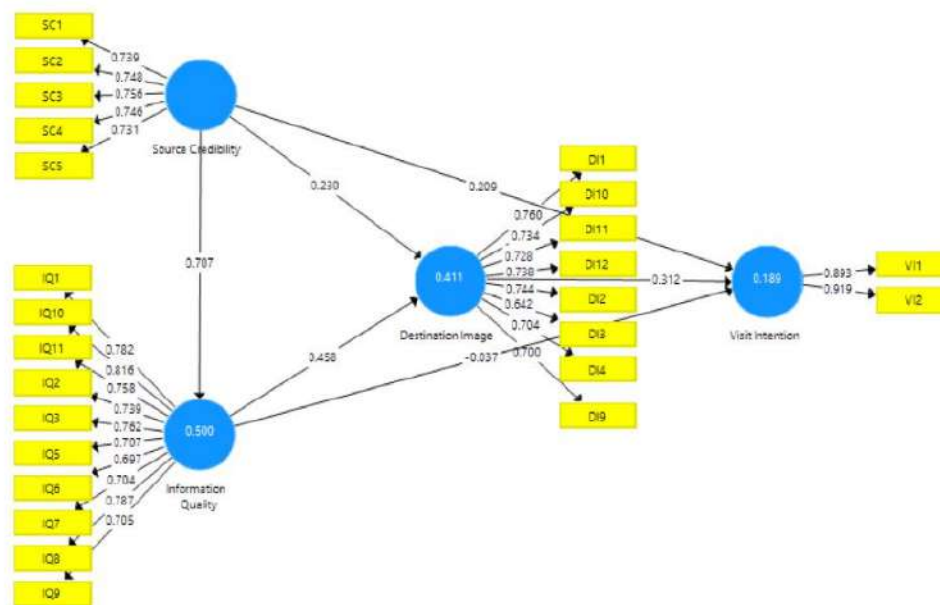 SC1
SC2
SC3
SC4
SC5
0.739
0.748
0.756
0.746
0.731
Source Credibility
0.230
0.209
0.707
IQ1
IQ10
IQ11
IQ2
IQ3
IQ5
IQ6
IQ7
IQ8
IQ9
0.782
0.816
0.758
0.739
0.762
0.707
0.697
0.704
0.787
0.705
0.500
Information
Quality
0.458
-0.037
0.411
Destination Image
0.760
0.734
0.728
0.738
0.744
0.642
0.704
0.700
DI1
DI10
DI11
DI12
DI2
DI3
DI4
DI9
0.312
0.189
Visit Intention
0.893
0.919
VI1
VI2